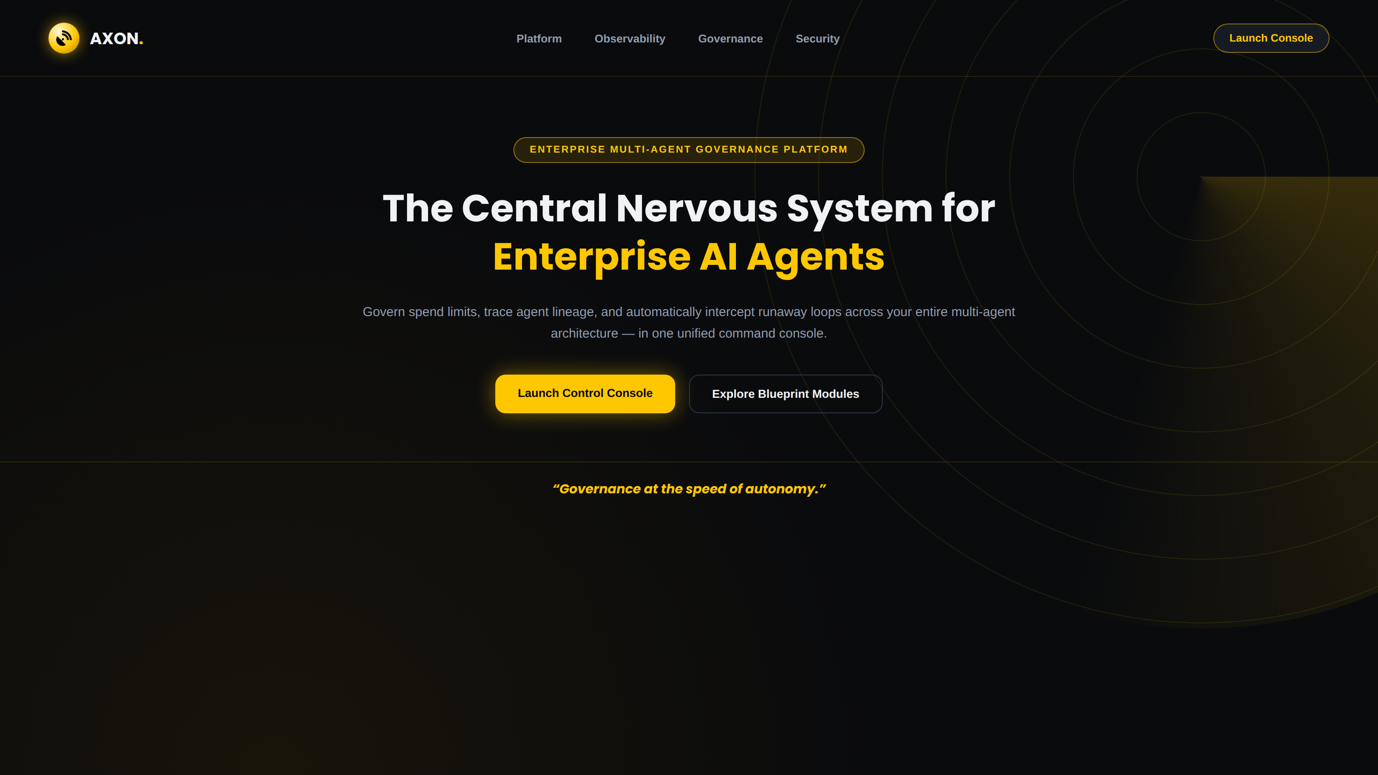 AXON.
Platform
Observability
Governance
Security
Launch Console
ENTERPRISE MULTI-AGENT GOVERNANCE PLATFORM
The Central Nervous System for
Enterprise AI Agents
Govern spend limits, trace agent lineage, and automatically intercept runaway loops across your entire multi-agent
architecture — in one unified command console.
Launch Control Console
Explore Blueprint Modules
“Governance at the speed of autonomy.”